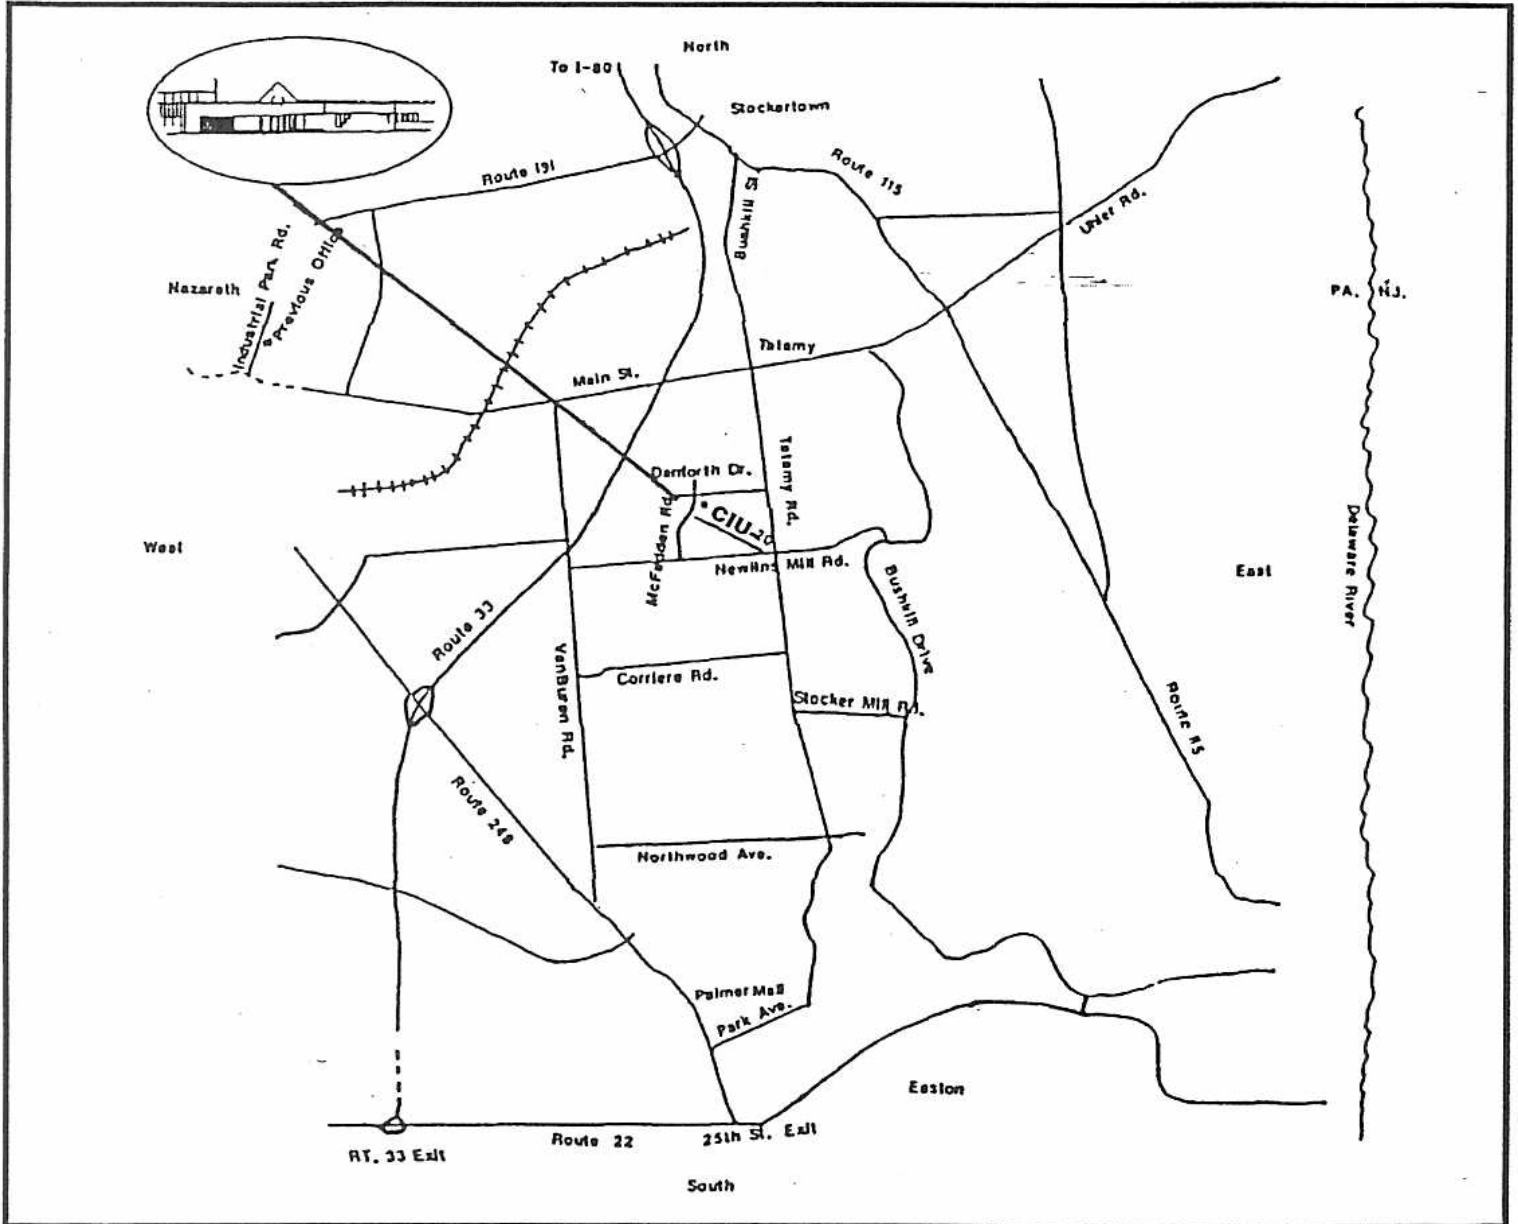 North
To I-80
Stockertown
Route 191
Route 115
Bushkill St
Uhler Rd.
Industrial Park Rd.
Previous Office
Nazareth
PA. N.J.
Tatamy
Main St.
Danforth Dr.
Tatamy Rd.
CIU-20
McFadden Rd.
Newlins Mill Rd.
West
East
Delaware River
Bushkill Drive
Route 33
VanBuren Rd.
Corriere Rd.
Stocker Mill Rd.
Route 115
Route 248
Northwood Ave.
Palmer Mall
Park Ave.
Easton
Route 22
25th St. Exit
RT. 33 Exit
South